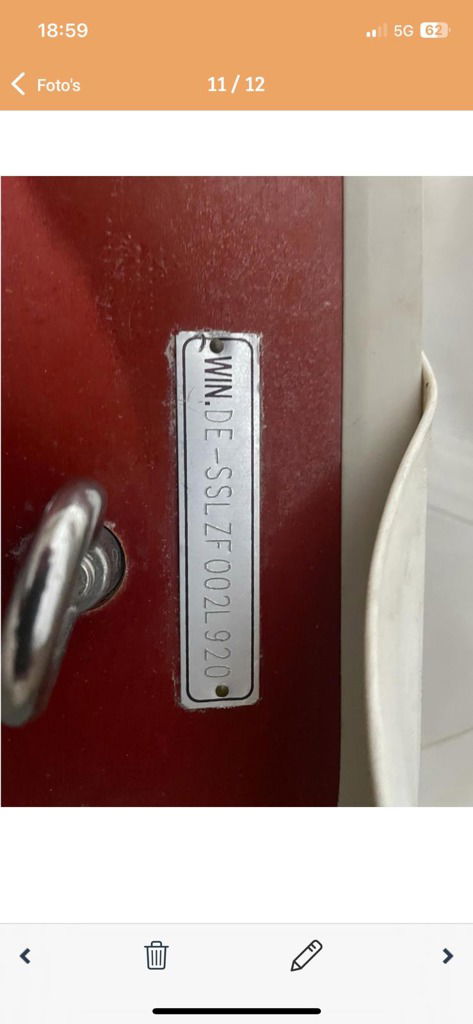 18:59
5G 62
Foto's
11 / 12
WIN.DE-SSLZF002L920